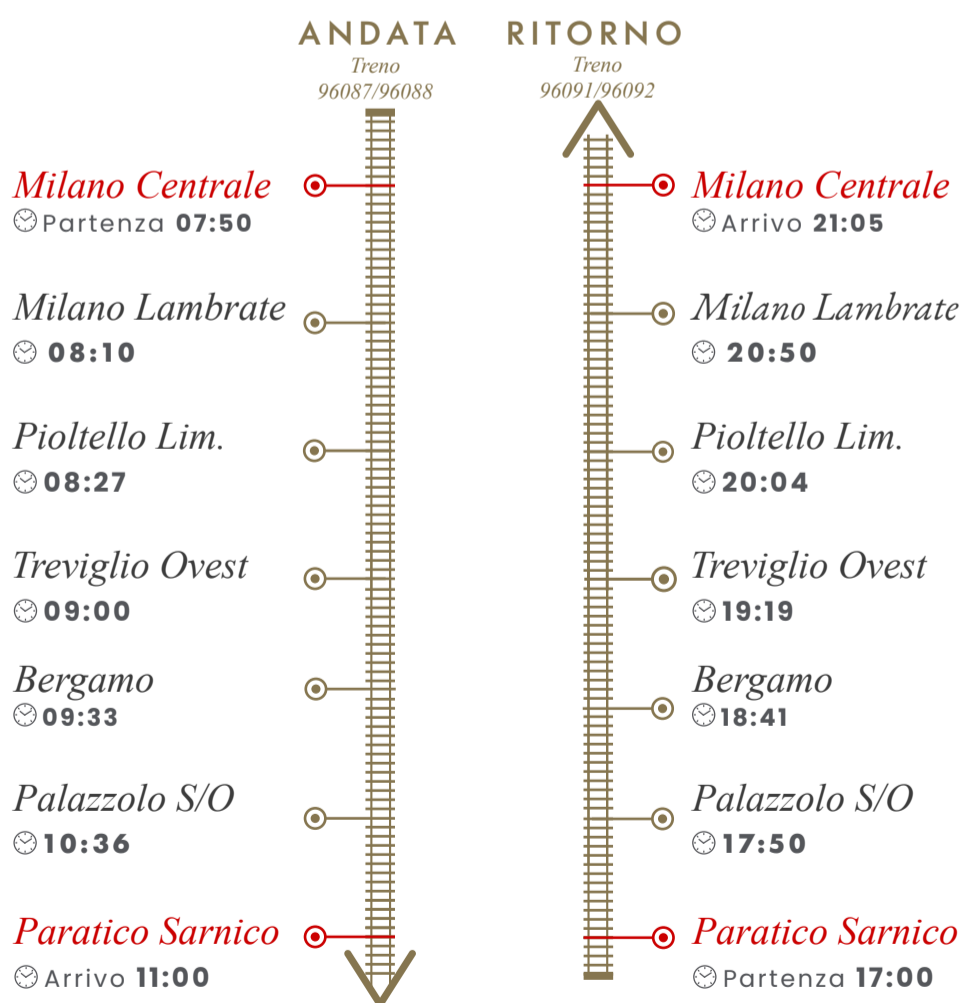 ANDATA
Treno
96087/96088
Milano Centrale
Partenza 07:50
Milano Lambrate
08:10
Pioltello Lim.
08:27
Treviglio Ovest
09:00
Bergamo
09:33
Palazzolo S/O
10:36
Paratico Sarnico
Arrivo 11:00
RITORNO
Treno
96091/96092
Milano Centrale
Arrivo 21:05
Milano Lambrate
20:50
Pioltello Lim.
20:04
Treviglio Ovest
19:19
Bergamo
18:41
Palazzolo S/O
17:50
Paratico Sarnico
Partenza 17:00